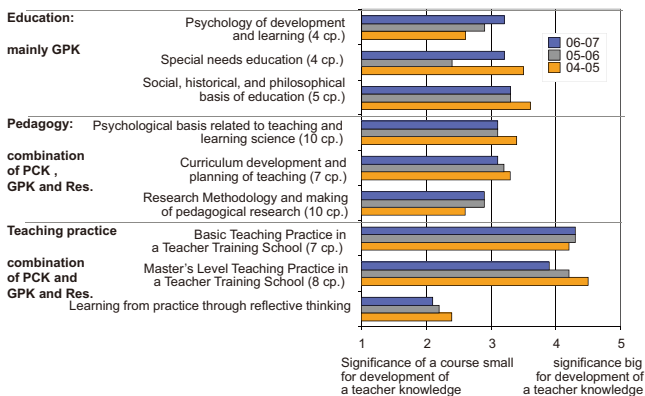 Education:
mainly GPK
Psychology of development
and learning (4 cp.)
Special needs education (4 cp.)
Social, historical, and philosophical
basis of education (5 cp.)
06-07
05-06
04-05
Pedagogy:
combination
of PCK ,
GPK and Res.
Psychological basis related to teaching and
learning science (10 cp.)
Curriculum development and
planning of teaching (7 cp.)
Research Methodology and making
of pedagogical research (10 cp.)
Teaching practice
combination
of PCK and
GPK and Res.
Basic Teaching Practice in
a Teacher Training School (7 cp.)
Master's Level Teaching Practice in
a Teacher Training School (8 cp.)
Learning from practice through reflective thinking
1 2 3 4 5
Significance of a course small
for development of
a teacher knowledge
significance big
for development of
a teacher knowledge